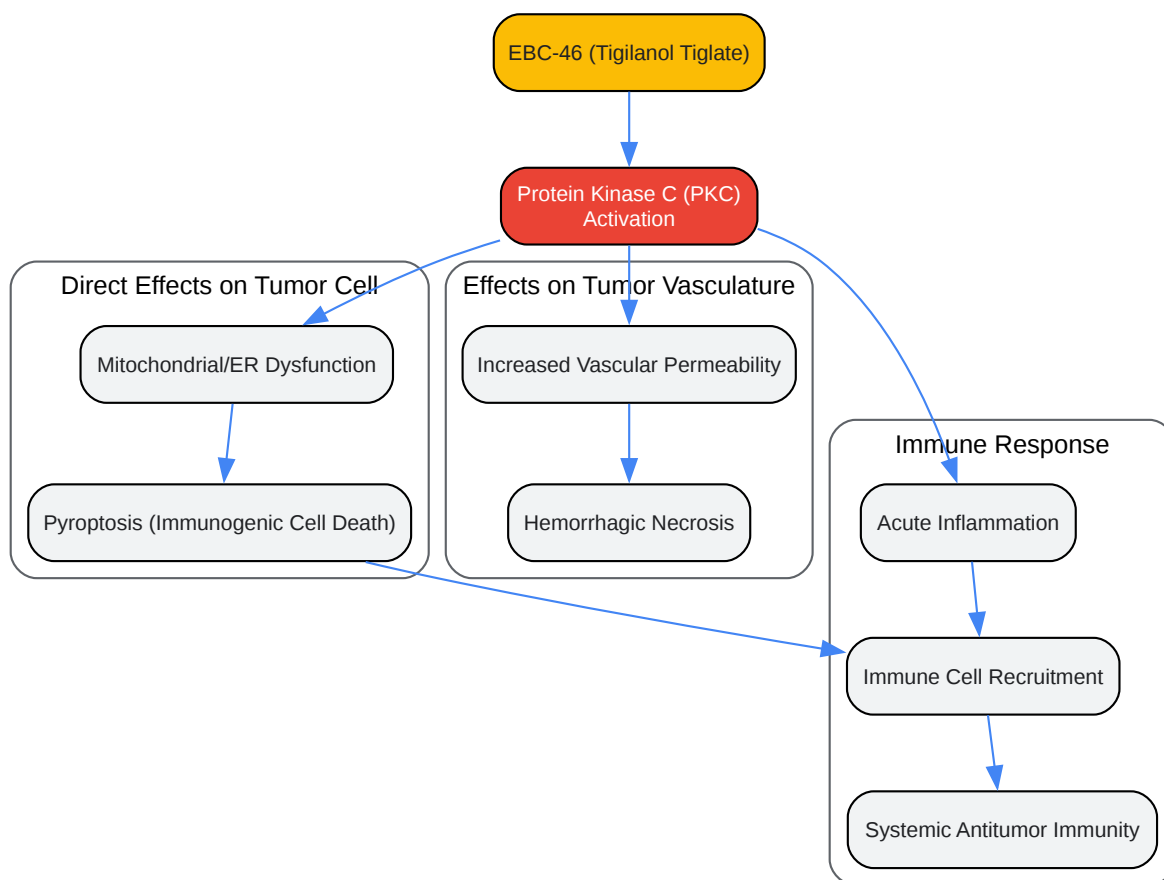 EBC-46 (Tigilanol Tiglate)
Protein Kinase C (PKC)
Activation
Direct Effects on Tumor Cell
Mitochondrial/ER Dysfunction
Pyroptosis (Immunogenic Cell Death)
Effects on Tumor Vasculature
Increased Vascular Permeability
Hemorrhagic Necrosis
Immune Response
Acute Inflammation
Immune Cell Recruitment
Systemic Antitumor Immunity